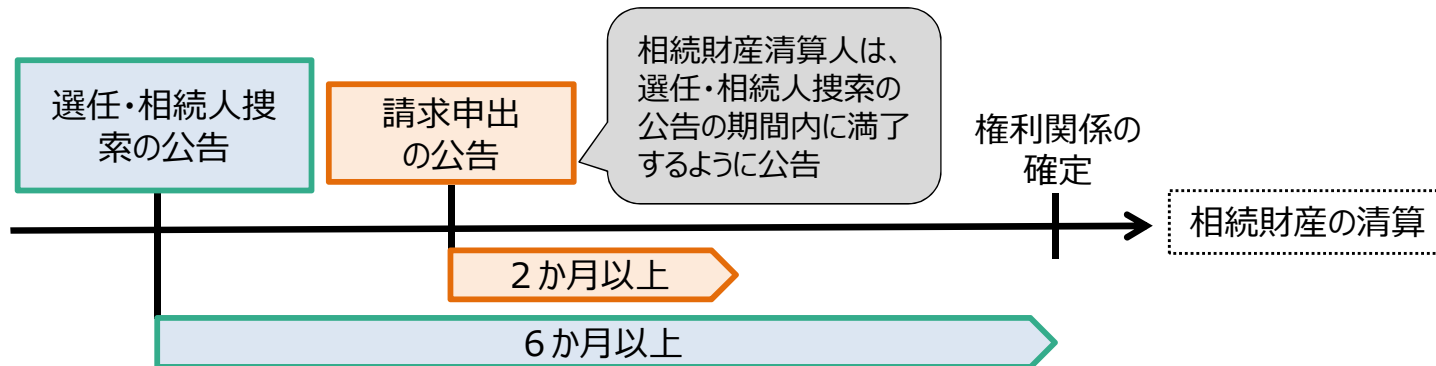 選任・相続人捜
索の公告
請求申出
の公告
相続財産清算人は、
選任・相続人捜索の
公告の期間内に満了
するように公告
権利関係の
確定
相続財産の清算
２か月以上
６か月以上